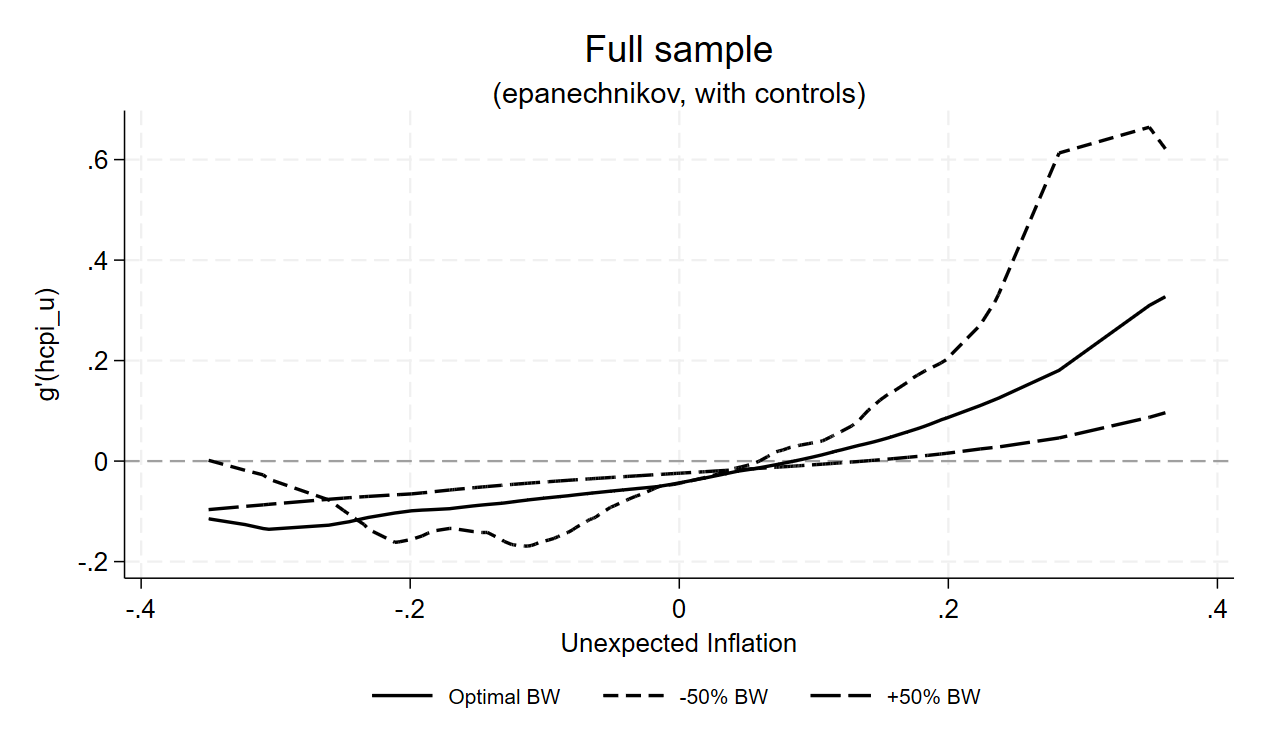 Full sample
(epanechnikov, with controls)
.6
.4
.2
0
-.2
g'(hcpi_u)
-.4
-.2
0
.2
.4
Unexpected Inflation
Optimal BW
-50% BW
+50% BW